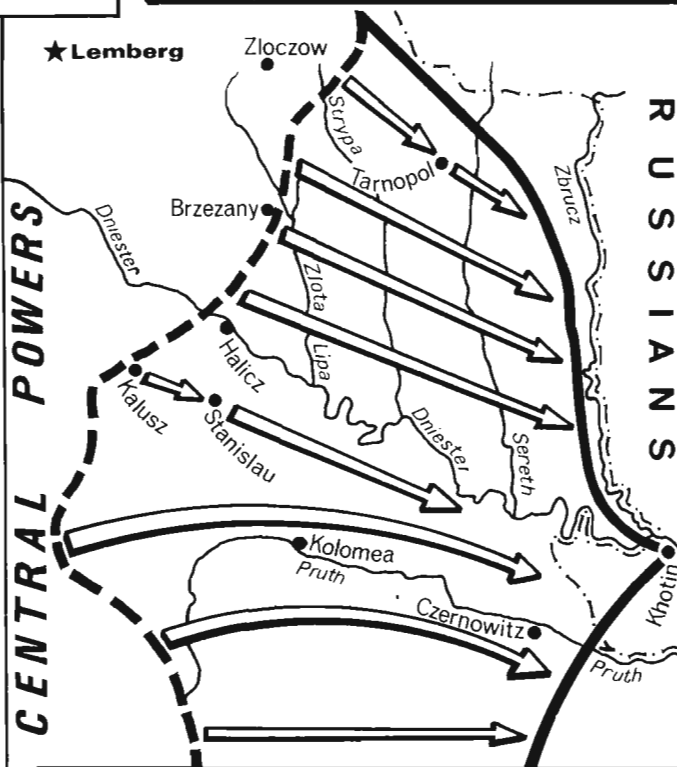 ★ Lemberg
Zloczow
Strypa
Tarnopol
Zbrucz
RUSSIANS
Brzezany
Dniester
CENTRAL POWERS
Zlota Lipa
Halicz
Kalusz
Stanislau
Dniester
Sereth
Kołomea
Pruth
Czernowitz
Khotin
Pruth